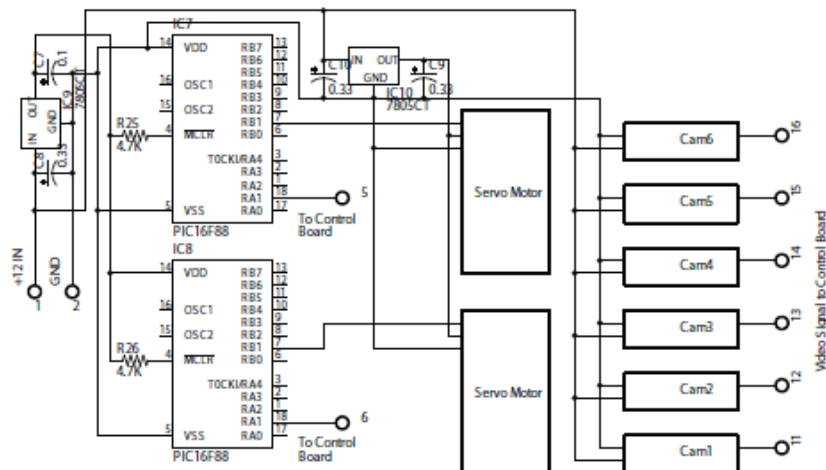 IC7
14 VDD
16 OSC1
15 OSC2
4 MCLR
5 VSS
RB7 13
RB6 12
RB5 11
RB4 10
RB3 9
RB2 8
RB1 7
RB0 6
TOCKI/RA4 3
RA3 2
RA2 1
RA1 18
RA0 17
PIC16F88
R25
4.7K
C7
0.1
IC9
7805CT
OUT
GND
IN
C8
0.33
+12 IN
GND
1
2
5
To Control
Board
C10
0.33
IN OUT
GND
IC10
7805CT
C9
0.33
IC8
14 VDD
16 OSC1
15 OSC2
4 MCLR
5 VSS
RB7 13
RB6 12
RB5 11
RB4 10
RB3 9
RB2 8
RB1 7
RB0 6
TOCKI/RA4 3
RA3 2
RA2 1
RA1 18
RA0 17
PIC16F88
R26
4.7K
6
To Control
Board
Servo Motor
Servo Motor
Cam6 16
Cam5 15
Cam4 14
Cam3 13
Cam2 12
Cam1 11
Video Signal to Control Board